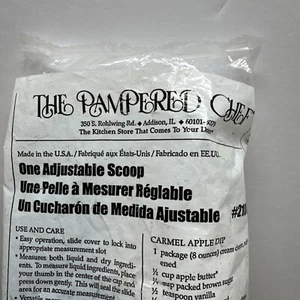 THE PAMPERED CHEF
350 S. Rohlwing Rd. ◆ Addison, IL ◆ 60101-
The Kitchen Store That Comes To Your Door
Made in the U.S.A. / Fabriqué aux États-Unis / Fabricado en EE.UU.
One Adjustable Scoop
Une Pelle à Mesurer Réglable
Un Cucharón de Medida Ajustable
#21
USE AND CARE
• Easy operation, slide cover to lock into
appropriate measurement slot
• Measures both liquid and dry ingredi-
ents. To measure liquid ingredients, place
your thumb in the center of the cap and
press down gently. This will seal the slide
area for an accurate measurement.
• Versatile
CARMEL APPLE DIP
1 package (8 ounces) cream cheese,
ened
½ cup apple butter*
cup packed brown sugar
teaspoon vanilla